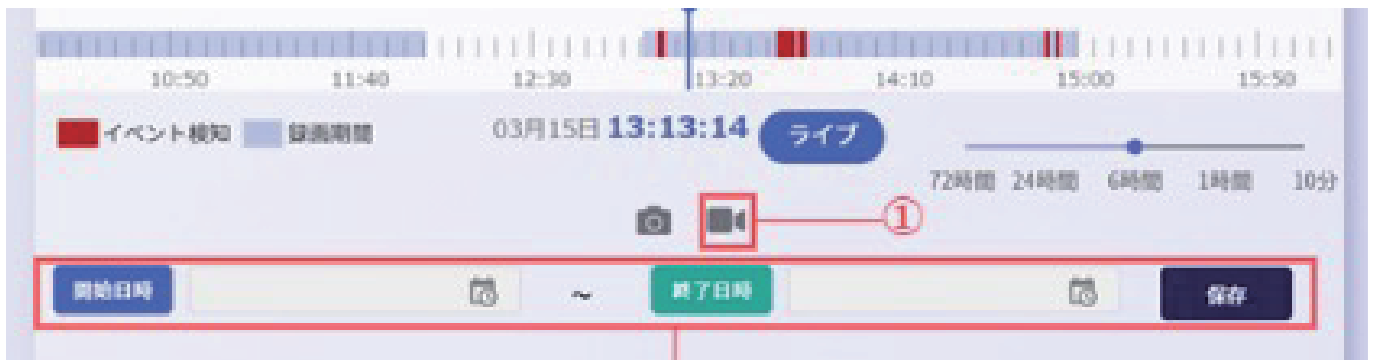 10:50 11:40 12:30 13:20 14:10 15:00 15:50
イベント検知 録画期間 03月15日 13:13:14 ライブ
72時間 24時間 6時間 1時間 10分
①
開始日時 ~ 終了日時 保存